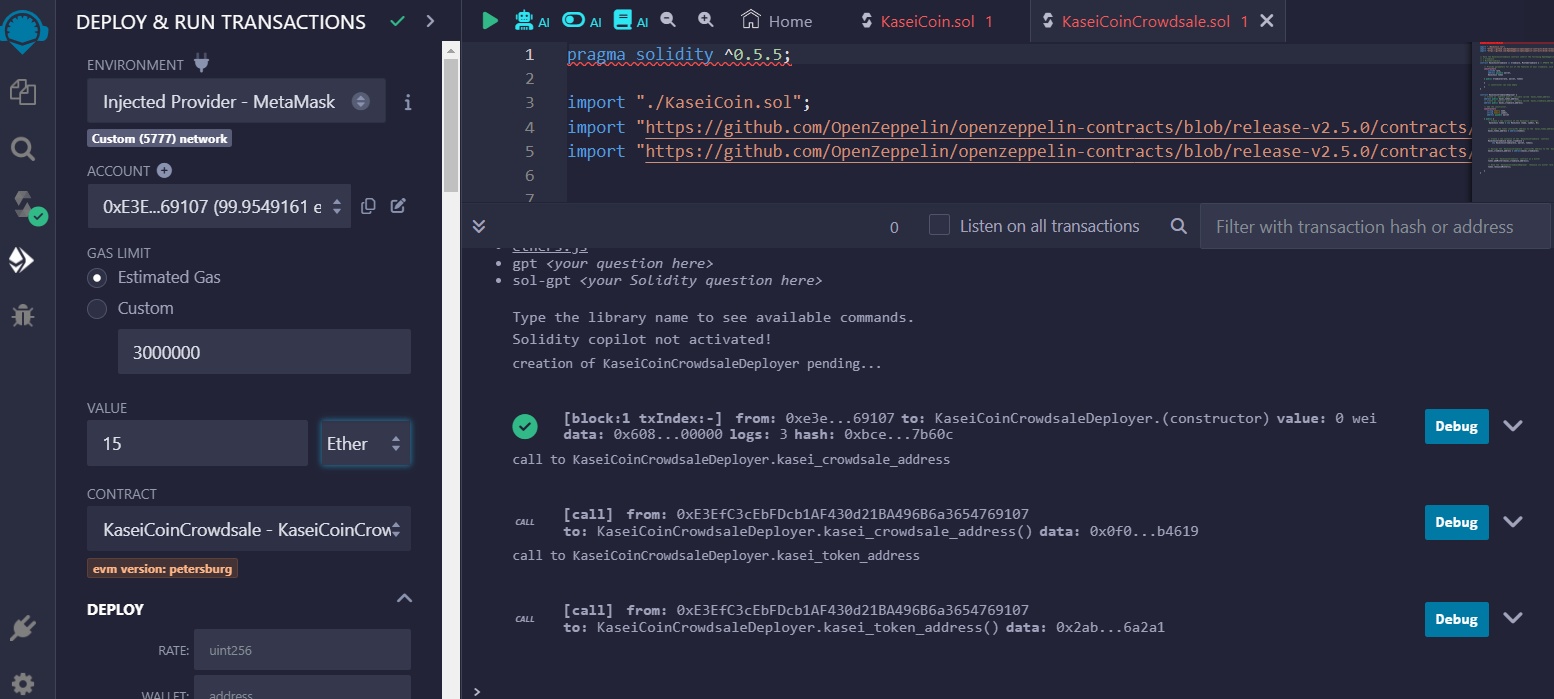 DEPLOY & RUN TRANSACTIONS
ENVIRONMENT
Injected Provider - MetaMask
Custom (5777) network
ACCOUNT
0xE3E...69107 (99.9549161 e
GAS LIMIT
Estimated Gas
Custom
3000000
VALUE
15
Ether
CONTRACT
KaseiCoinCrowdsale - KaseiCoinCrow
evm version: petersburg
DEPLOY
RATE: uint256
WALLET: address
AI AI AI Home KaseiCoin.sol 1 KaseiCoinCrowdsale.sol 1
1 pragma solidity ^0.5.5;
2
3 import "./KaseiCoin.sol";
4 import "https://github.com/OpenZeppelin/openzeppelin-contracts/blob/release-v2.5.0/contracts/
5 import "https://github.com/OpenZeppelin/openzeppelin-contracts/blob/release-v2.5.0/contracts/
6
7
0 Listen on all transactions Filter with transaction hash or address
• ethers.js
• gpt <your question here>
• sol-gpt <your Solidity question here>
Type the library name to see available commands.
Solidity copilot not activated!
creation of KaseiCoinCrowdsaleDeployer pending...
[block:1 txIndex:-] from: 0xe3e...69107 to: KaseiCoinCrowdsaleDeployer.(constructor) value: 0 wei
data: 0x608...00000 logs: 3 hash: 0xbce...7b60c
Debug
call to KaseiCoinCrowdsaleDeployer.kasei_crowdsale_address
CALL [call] from: 0xE3EfC3cEbFDcb1AF430d21BA496B6a3654769107
to: KaseiCoinCrowdsaleDeployer.kasei_crowdsale_address() data: 0x0f0...b4619
Debug
call to KaseiCoinCrowdsaleDeployer.kasei_token_address
CALL [call] from: 0xE3EfC3cEbFDcb1AF430d21BA496B6a3654769107
to: KaseiCoinCrowdsaleDeployer.kasei_token_address() data: 0x2ab...6a2a1
Debug
>